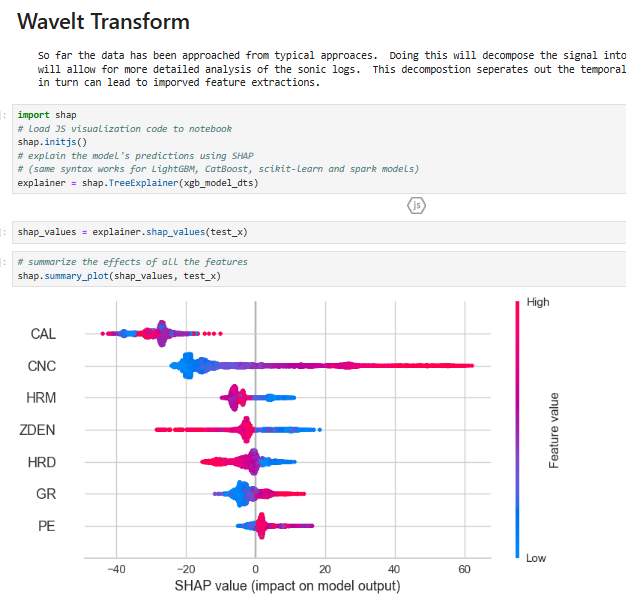 Wavelt Transform
So far the data has been approached from typical approaces.  Doing this will decompose the signal into
will allow for more detailed analysis of the sonic logs.  This decompostion seperates out the temporal
in turn can lead to imporved feature extractions.
]:
import shap
# load JS visualization code to notebook
shap.initjs()
# explain the model's predictions using SHAP
# (same syntax works for LightGBM, CatBoost, scikit-learn and spark models)
explainer = shap.TreeExplainer(xgb_model_dts)
js
]:
shap_values = explainer.shap_values(test_x)
]:
# summarize the effects of all the features
shap.summary_plot(shap_values, test_x)
High
CAL
CNC
HRM
ZDEN
HRD
GR
PE
Feature value
Low
−40 −20 0 20 40 60
SHAP value (impact on model output)